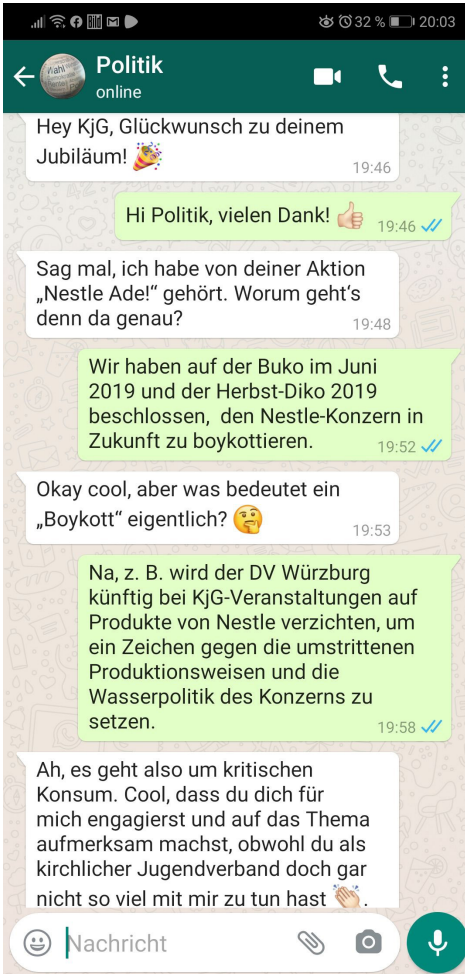 32 % 20:03
Politik
online
Hey KjG, Glückwunsch zu deinem
Jubiläum! 🎉
19:46
Hi Politik, vielen Dank! 👍
19:46
Sag mal, ich habe von deiner Aktion
„Nestle Ade!“ gehört. Worum geht‘s
denn da genau?
19:48
Wir haben auf der Buko im Juni
2019 und der Herbst-Diko 2019
beschlossen, den Nestle-Konzern in
Zukunft zu boykottieren.
19:52
Okay cool, aber was bedeutet ein
„Boykott“ eigentlich? 🤔
19:53
Na, z. B. wird der DV Würzburg
künftig bei KjG-Veranstaltungen auf
Produkte von Nestle verzichten, um
ein Zeichen gegen die umstrittenen
Produktionsweisen und die
Wasserpolitik des Konzerns zu
setzen.
19:58
Ah, es geht also um kritischen
Konsum. Cool, dass du dich für
mich engagierst und auf das Thema
aufmerksam machst, obwohl du als
kirchlicher Jugendverband doch gar
nicht so viel mit mir zu tun hast 👏.
Nachricht